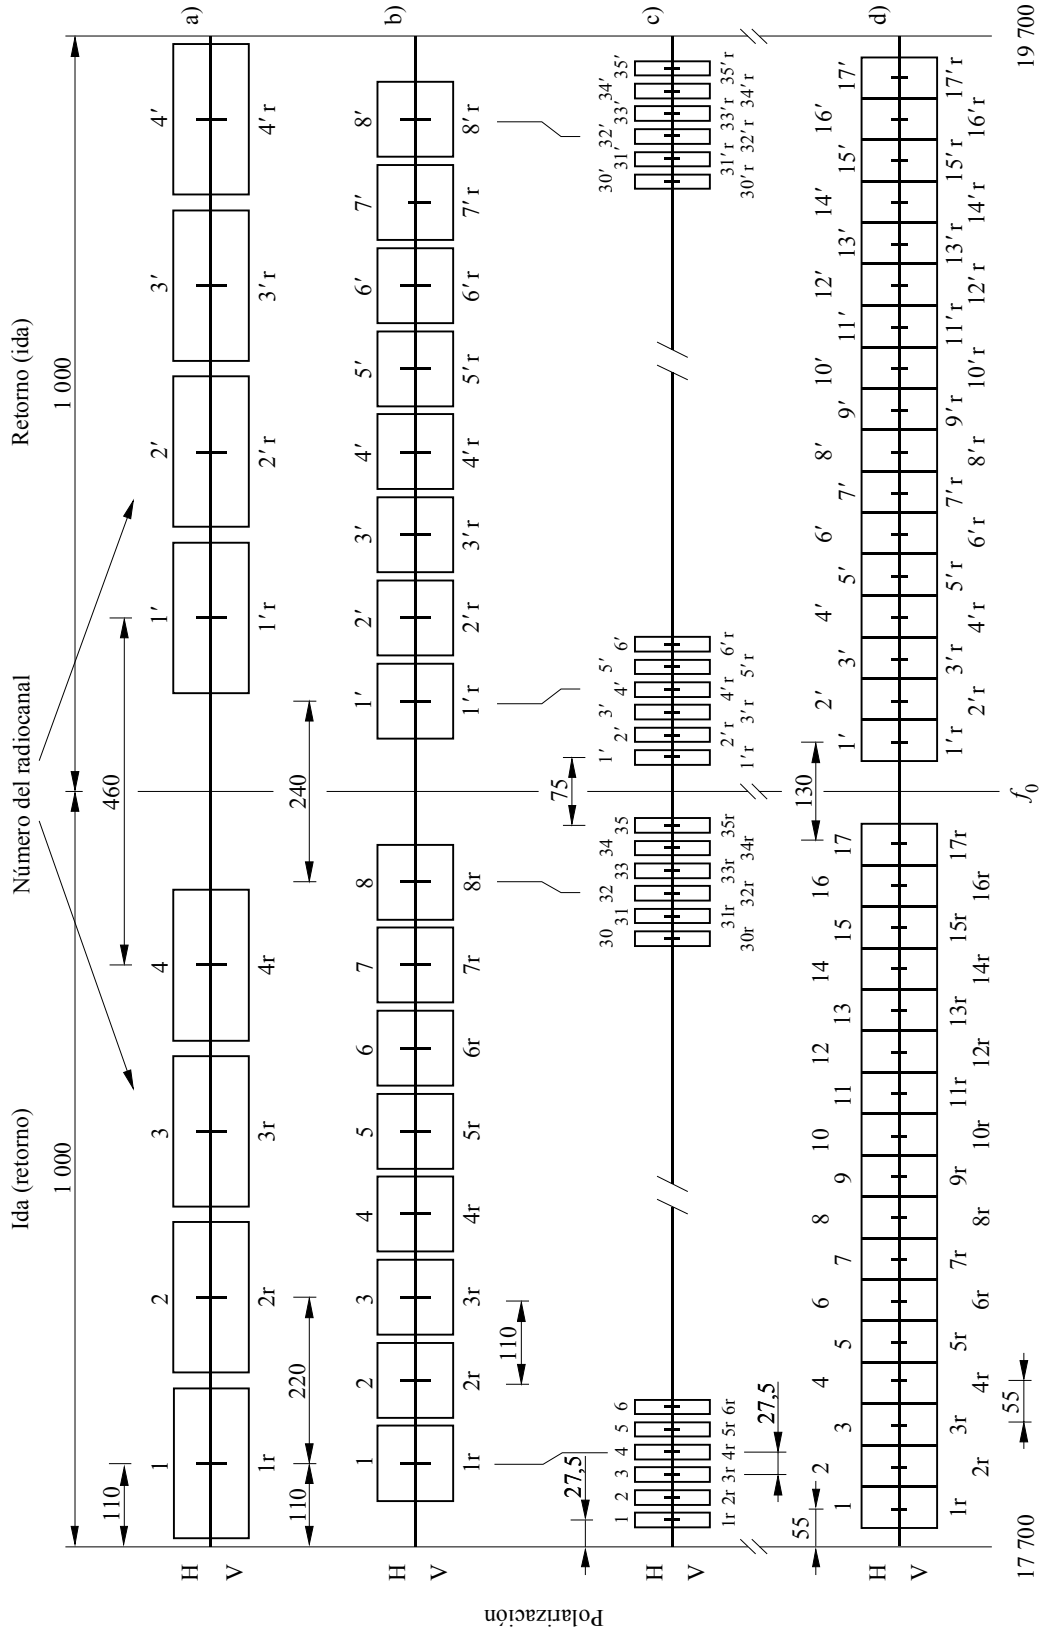 Ida (retorno)
Número del radiocanal
Retorno (ida)
1 000
1 000
110
460
1
2
3
4
1′
2′
3′
4′
a)
H
V
1r
2r
3r
4r
1′ r
2′ r
3′ r
4′ r
110
220
240
1
2
3
4
5
6
7
8
1′
2′
3′
4′
5′
6′
7′
8′
b)
H
V
1r
2r
3r
4r
5r
6r
7r
8r
1′ r
2′ r
3′ r
4′ r
5′ r
6′ r
7′ r
8′ r
110
27,5
75
1
2
3
4
5
6
30
31
32
33
34
35
1′
2′
3′
4′
5′
6′
30′
31′
32′
33′
34′
35′
c)
H
V
1r
2r
3r
4r
5r
6r
30r
31r
32r
33r
34r
35r
1′ r
2′ r
3′ r
4′ r
5′ r
6′ r
30′ r
31′ r
32′ r
33′ r
34′ r
35′ r
27,5
55
130
1
2
3
4
5
6
7
8
9
10
11
12
13
14
15
16
17
1′
2′
3′
4′
5′
6′
7′
8′
9′
10′
11′
12′
13′
14′
15′
16′
17′
d)
H
V
1r
2r
3r
4r
5r
6r
7r
8r
9r
10r
11r
12r
13r
14r
15r
16r
17r
1′ r
2′ r
3′ r
4′ r
5′ r
6′ r
7′ r
8′ r
9′ r
10′ r
11′ r
12′ r
13′ r
14′ r
15′ r
16′ r
17′ r
55
17 700
f0
19 700
Polarización